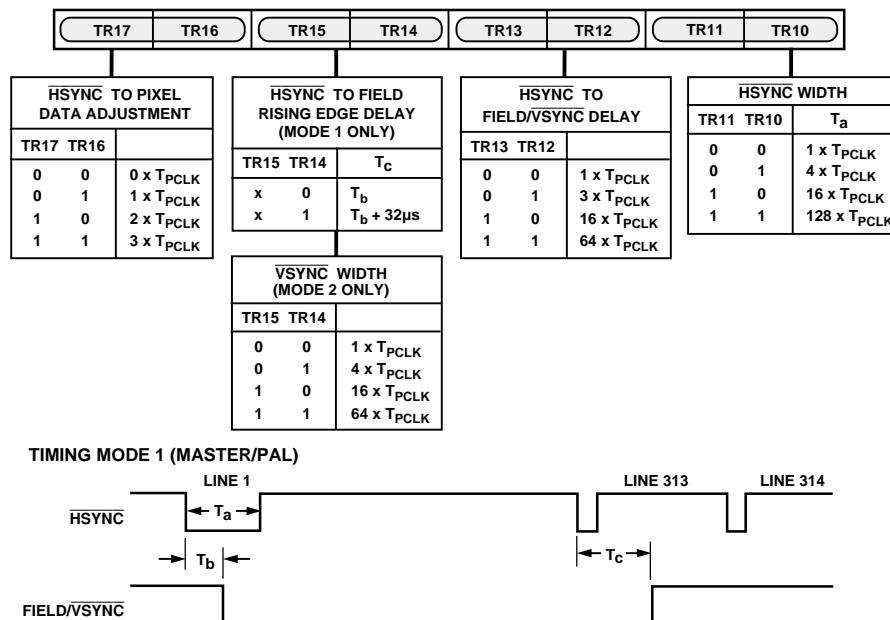 TR17 TR16 TR15 TR14 TR13 TR12 TR11 TR10
HSYNC TO PIXEL
DATA ADJUSTMENT
TR17 TR16
0 0 0 x TPCLK
0 1 1 x TPCLK
1 0 2 x TPCLK
1 1 3 x TPCLK
HSYNC TO FIELD
RISING EDGE DELAY
(MODE 1 ONLY)
TR15 TR14 Tc
x 0 Tb
x 1 Tb + 32µs
VSYNC WIDTH
(MODE 2 ONLY)
TR15 TR14
0 0 1 x TPCLK
0 1 4 x TPCLK
1 0 16 x TPCLK
1 1 64 x TPCLK
HSYNC TO
FIELD/VSYNC DELAY
TR13 TR12
0 0 1 x TPCLK
0 1 3 x TPCLK
1 0 16 x TPCLK
1 1 64 x TPCLK
HSYNC WIDTH
TR11 TR10 Ta
0 0 1 x TPCLK
0 1 4 x TPCLK
1 0 16 x TPCLK
1 1 128 x TPCLK
TIMING MODE 1 (MASTER/PAL)
LINE 1 LINE 313 LINE 314
HSYNC
Ta
Tb
Tc
FIELD/VSYNC